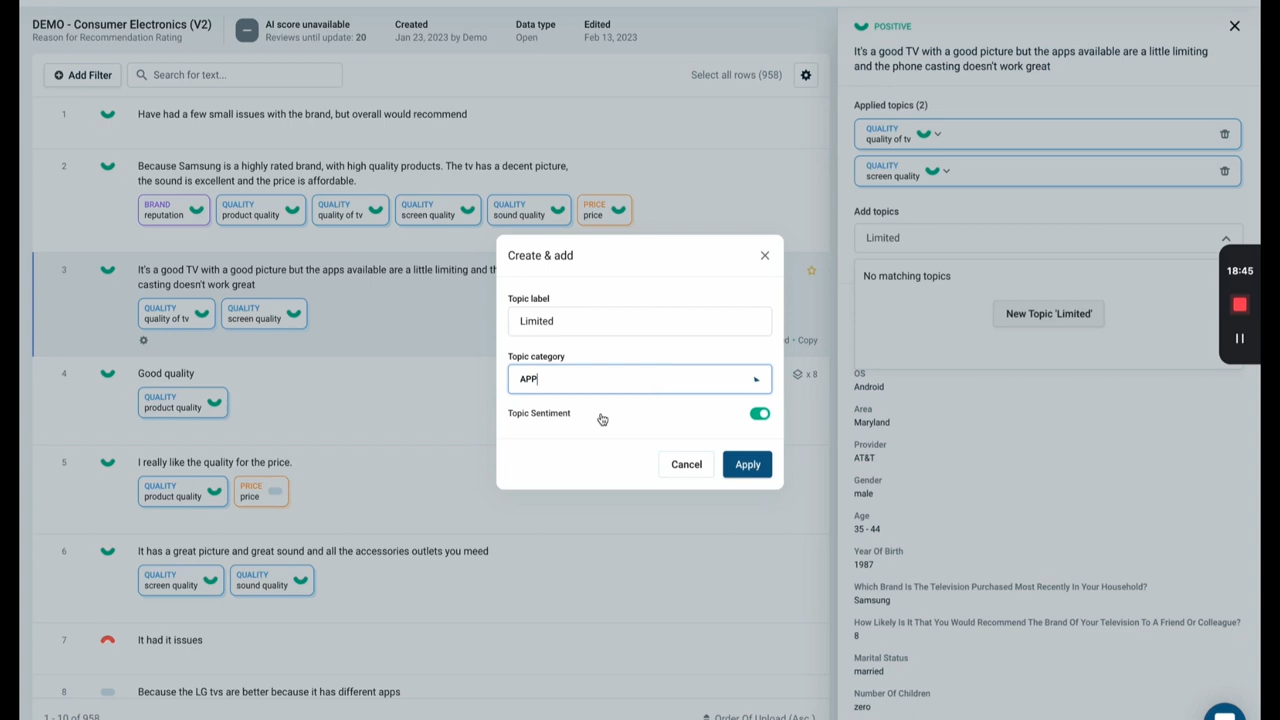 DEMO - Consumer Electronics (V2)
Reason for Recommendation Rating
AI score unavailable
Reviews until update: 20
Created
Jan 23, 2023 by Demo
Data type
Open
Edited
Feb 13, 2023
Add Filter
Search for text...
Select all rows (958)
1
Have had a few small issues with the brand, but overall would recommend
2
Because Samsung is a highly rated brand, with high quality products. The tv has a decent picture,
the sound is excellent and the price is affordable.
BRAND
reputation
QUALITY
product quality
QUALITY
quality of tv
QUALITY
screen quality
QUALITY
sound quality
PRICE
price
3
It's a good TV with a good picture but the apps available are a little limiting and th
casting doesn't work great
QUALITY
quality of tv
QUALITY
screen quality
d • Copy
4
Good quality
x 8
QUALITY
product quality
5
I really like the quality for the price.
QUALITY
product quality
PRICE
price
6
It has a great picture and great sound and all the accessories outlets you need
QUALITY
screen quality
QUALITY
sound quality
7
It had it issues
8
Because the LG tvs are better because it has different apps
1 - 10 of 958
Order Of Upload (Asc.)
Create & add
Topic label
Limited
Topic category
APP
Topic Sentiment
Cancel
Apply
POSITIVE
It's a good TV with a good picture but the apps available are a little limiting
and the phone casting doesn't work great
Applied topics (2)
QUALITY
quality of tv
QUALITY
screen quality
Add topics
Limited
No matching topics
New Topic 'Limited'
18:45
OS
Android
Area
Maryland
Provider
AT&T
Gender
male
Age
35 - 44
Year Of Birth
1987
Which Brand Is The Television Purchased Most Recently In Your Household?
Samsung
How Likely Is It That You Would Recommend The Brand Of Your Television To A Friend Or Colleague?
8
Marital Status
married
Number Of Children
zero